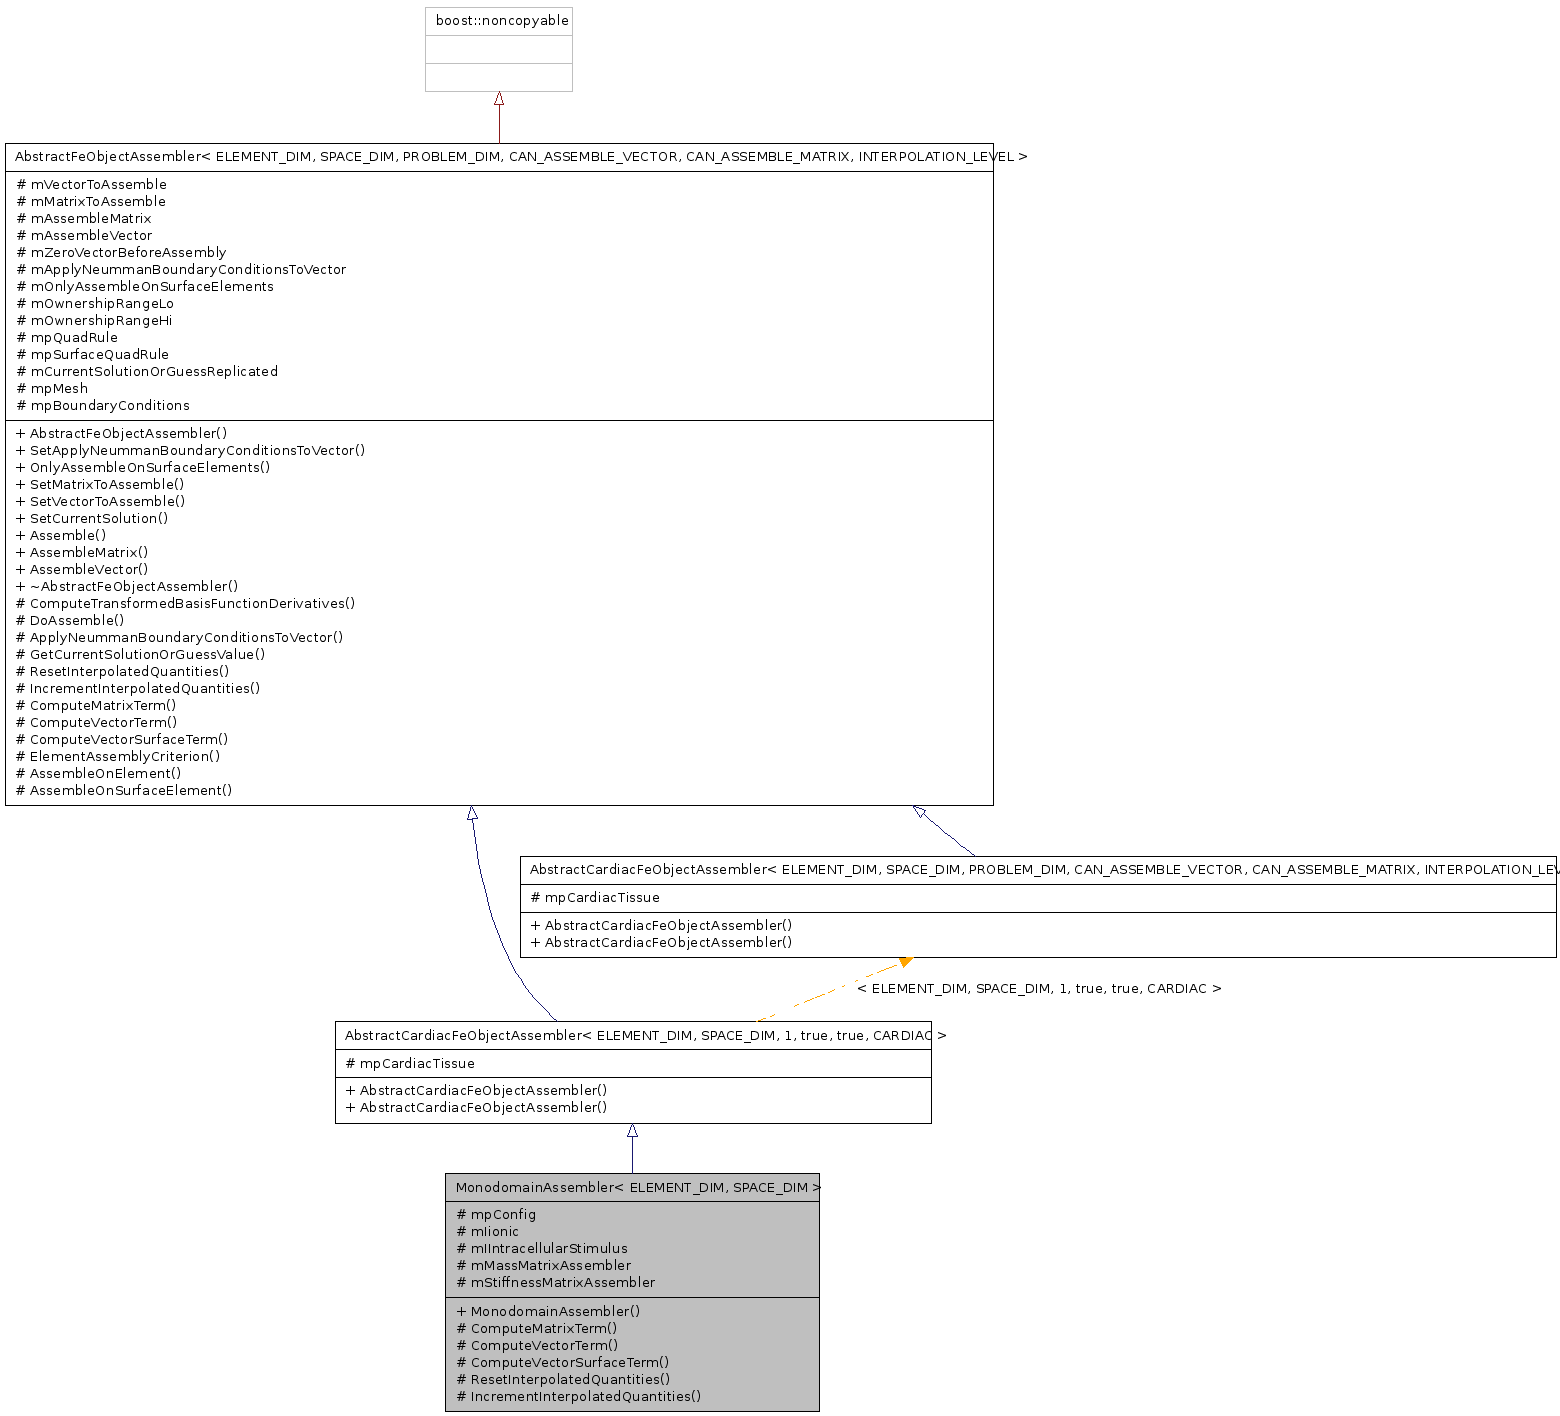 boost::noncopyable
AbstractFeObjectAssembler< ELEMENT_DIM, SPACE_DIM, PROBLEM_DIM, CAN_ASSEMBLE_VECTOR, CAN_ASSEMBLE_MATRIX, INTERPOLATION_LEVEL >
# mVectorToAssemble
# mMatrixToAssemble
# mAssembleMatrix
# mAssembleVector
# mZeroVectorBeforeAssembly
# mApplyNeummanBoundaryConditionsToVector
# mOnlyAssembleOnSurfaceElements
# mOwnershipRangeLo
# mOwnershipRangeHi
# mpQuadRule
# mpSurfaceQuadRule
# mCurrentSolutionOrGuessReplicated
# mpMesh
# mpBoundaryConditions
+ AbstractFeObjectAssembler()
+ SetApplyNeummanBoundaryConditionsToVector()
+ OnlyAssembleOnSurfaceElements()
+ SetMatrixToAssemble()
+ SetVectorToAssemble()
+ SetCurrentSolution()
+ Assemble()
+ AssembleMatrix()
+ AssembleVector()
+ ~AbstractFeObjectAssembler()
# ComputeTransformedBasisFunctionDerivatives()
# DoAssemble()
# ApplyNeummanBoundaryConditionsToVector()
# GetCurrentSolutionOrGuessValue()
# ResetInterpolatedQuantities()
# IncrementInterpolatedQuantities()
# ComputeMatrixTerm()
# ComputeVectorTerm()
# ComputeVectorSurfaceTerm()
# ElementAssemblyCriterion()
# AssembleOnElement()
# AssembleOnSurfaceElement()
AbstractCardiacFeObjectAssembler< ELEMENT_DIM, SPACE_DIM, PROBLEM_DIM, CAN_ASSEMBLE_VECTOR, CAN_ASSEMBLE_MATRIX,
# mpCardiacTissue
+ AbstractCardiacFeObjectAssembler()
+ AbstractCardiacFeObjectAssembler()
< ELEMENT_DIM, SPACE_DIM, 1, true, true, CARDIAC >
AbstractCardiacFeObjectAssembler< ELEMENT_DIM, SPACE_DIM, 1, true, true, CARDIAC >
# mpCardiacTissue
+ AbstractCardiacFeObjectAssembler()
+ AbstractCardiacFeObjectAssembler()
MonodomainAssembler< ELEMENT_DIM, SPACE_DIM >
# mpConfig
# mIionic
# mIIntracellularStimulus
# mMassMatrixAssembler
# mStiffnessMatrixAssembler
+ MonodomainAssembler()
# ComputeMatrixTerm()
# ComputeVectorTerm()
# ComputeVectorSurfaceTerm()
# ResetInterpolatedQuantities()
# IncrementInterpolatedQuantities()